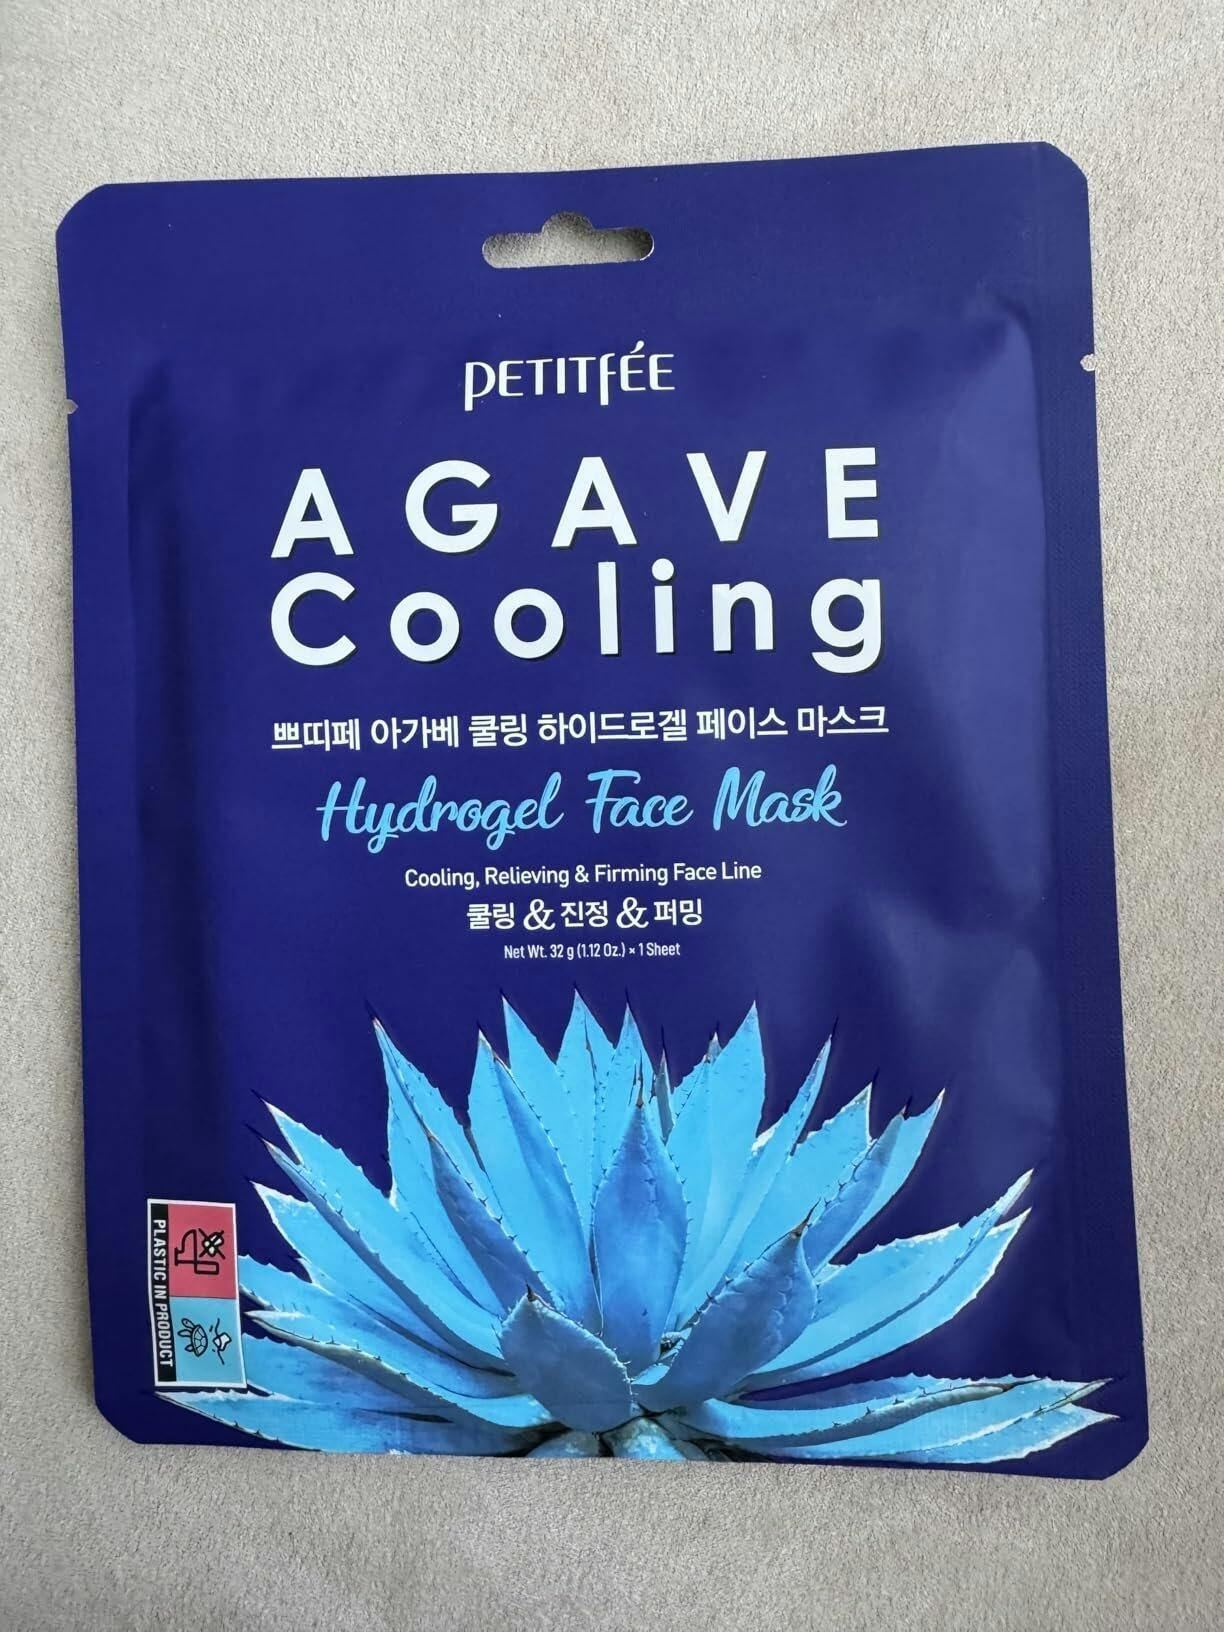 PETITFÉE
AGAVE
Cooling
쁘띠페 아가베 쿨링 하이드로겔 페이스 마스크
Hydrogel Face Mask
Cooling, Relieving & Firming Face Line
쿨링 & 진정 & 퍼밍
Net Wt. 32 g (1.12 Oz.) × 1 Sheet
PLASTIC IN PRODUCT